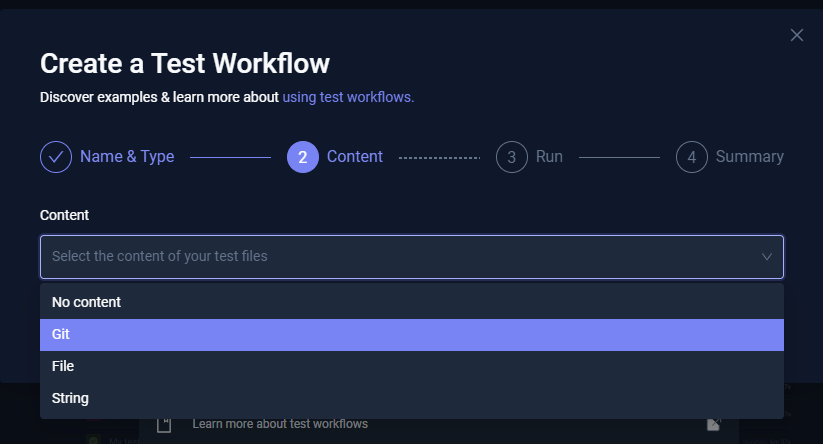 Create a Test Workflow
Discover examples & learn more about using test workflows.
Name & Type
2 Content
3 Run
4 Summary
Content
Select the content of your test files
No content
Git
File
String
Learn more about test workflows